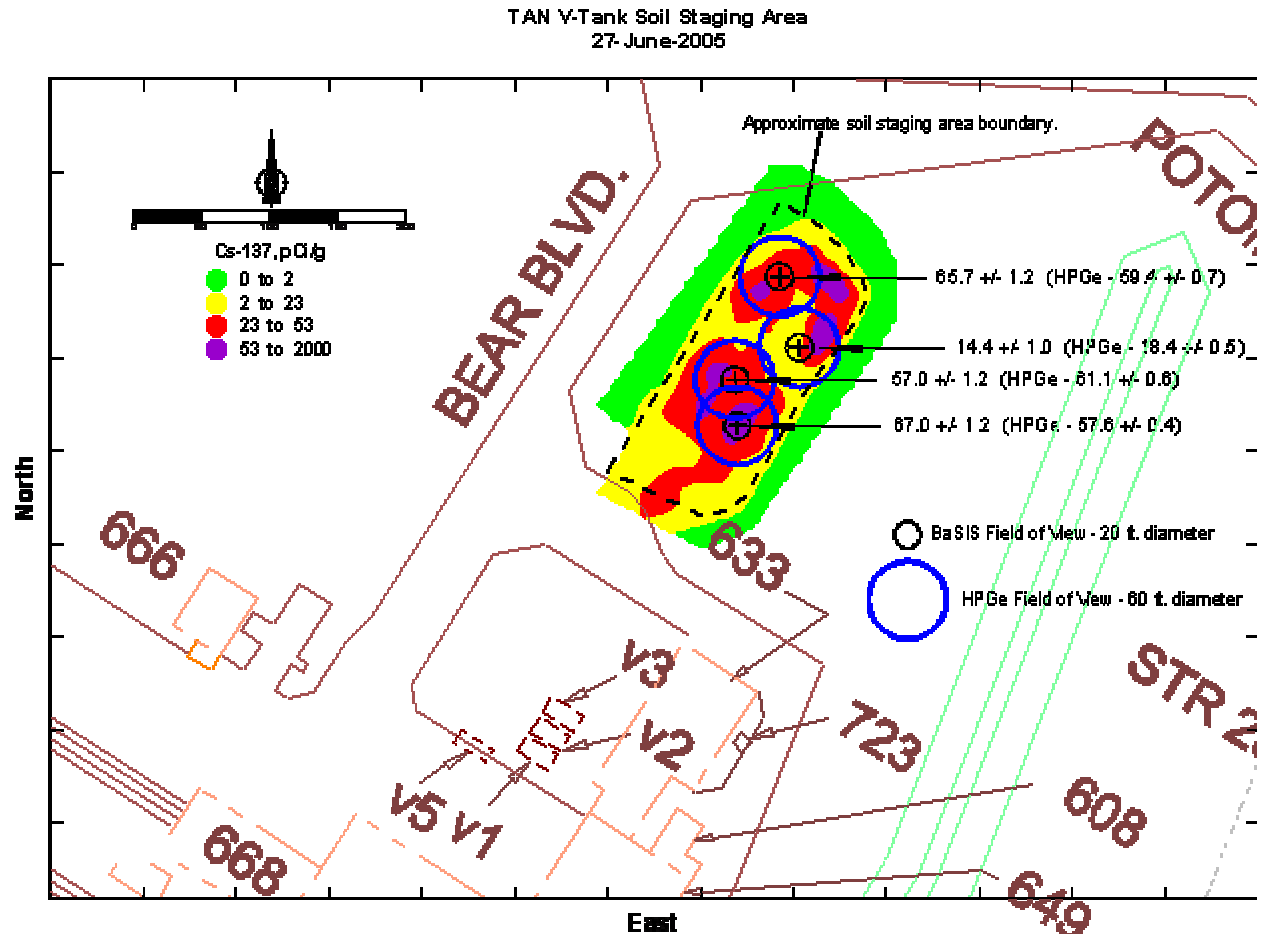 TAN V-Tank Soil Staging Area
27-June-2005
Approximate soil staging area boundary.
POTO
BEAR BLVD.
Cs-137, pCi/g
0 to 2
2 to 23
23 to 53
53 to 2000
65.7 +/- 1.2 (HPGe - 59.4 +/- 0.7)
14.4 +/- 1.0 (HPGe - 18.4 +/- 0.5)
57.0 +/- 1.2 (HPGe - 61.1 +/- 0.6)
67.0 +/- 1.2 (HPGe - 57.6 +/- 0.4)
North
666
633
BaSIS Field of View - 20 ft. diameter
HPGe Field of View - 60 ft. diameter
v3
v2
723
STR 2
v5 v1
608
668
649
East